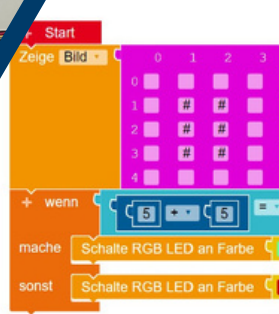 + Start
Zeige Bild
0 1 2 3
0
1 # #
2 # #
3 # #
4
+ wenn 5 + 5 =
mache Schalte RGB LED an Farbe
sonst Schalte RGB LED an Farbe